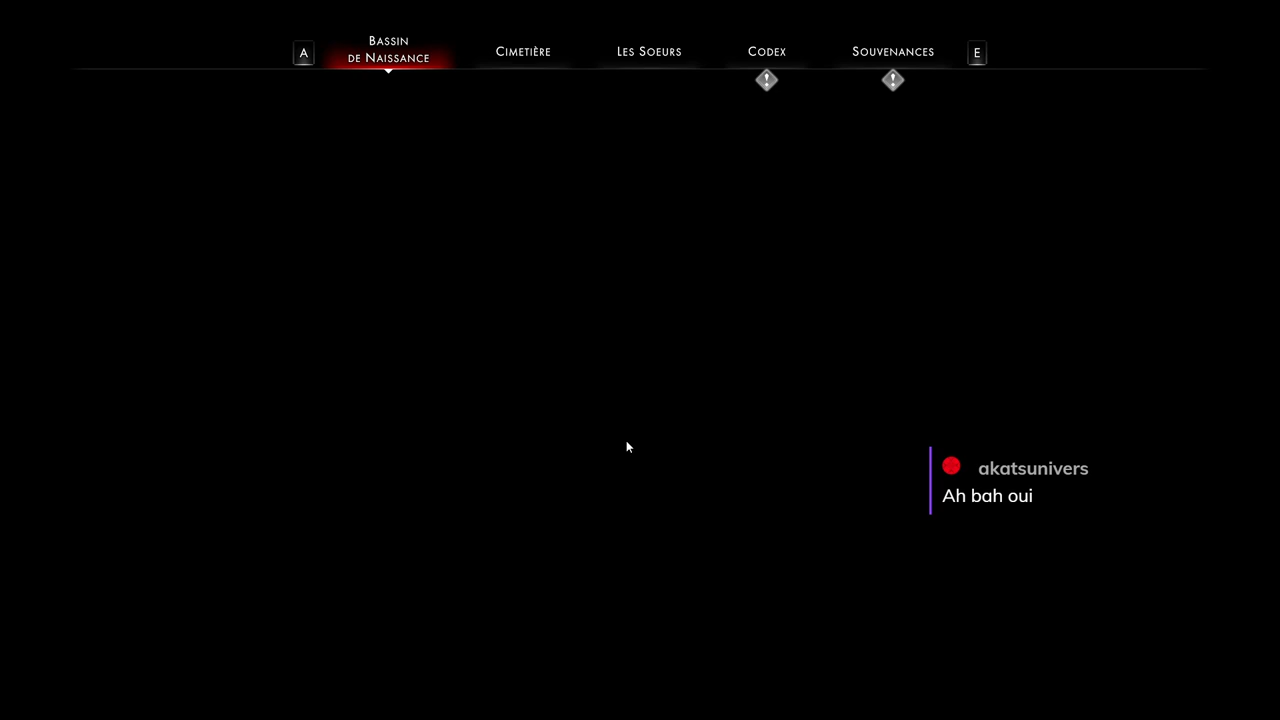 A
Bassin
de Naissance
Cimetière
Les Soeurs
Codex
Souvenances
E
!
!
akatsunivers
Ah bah oui